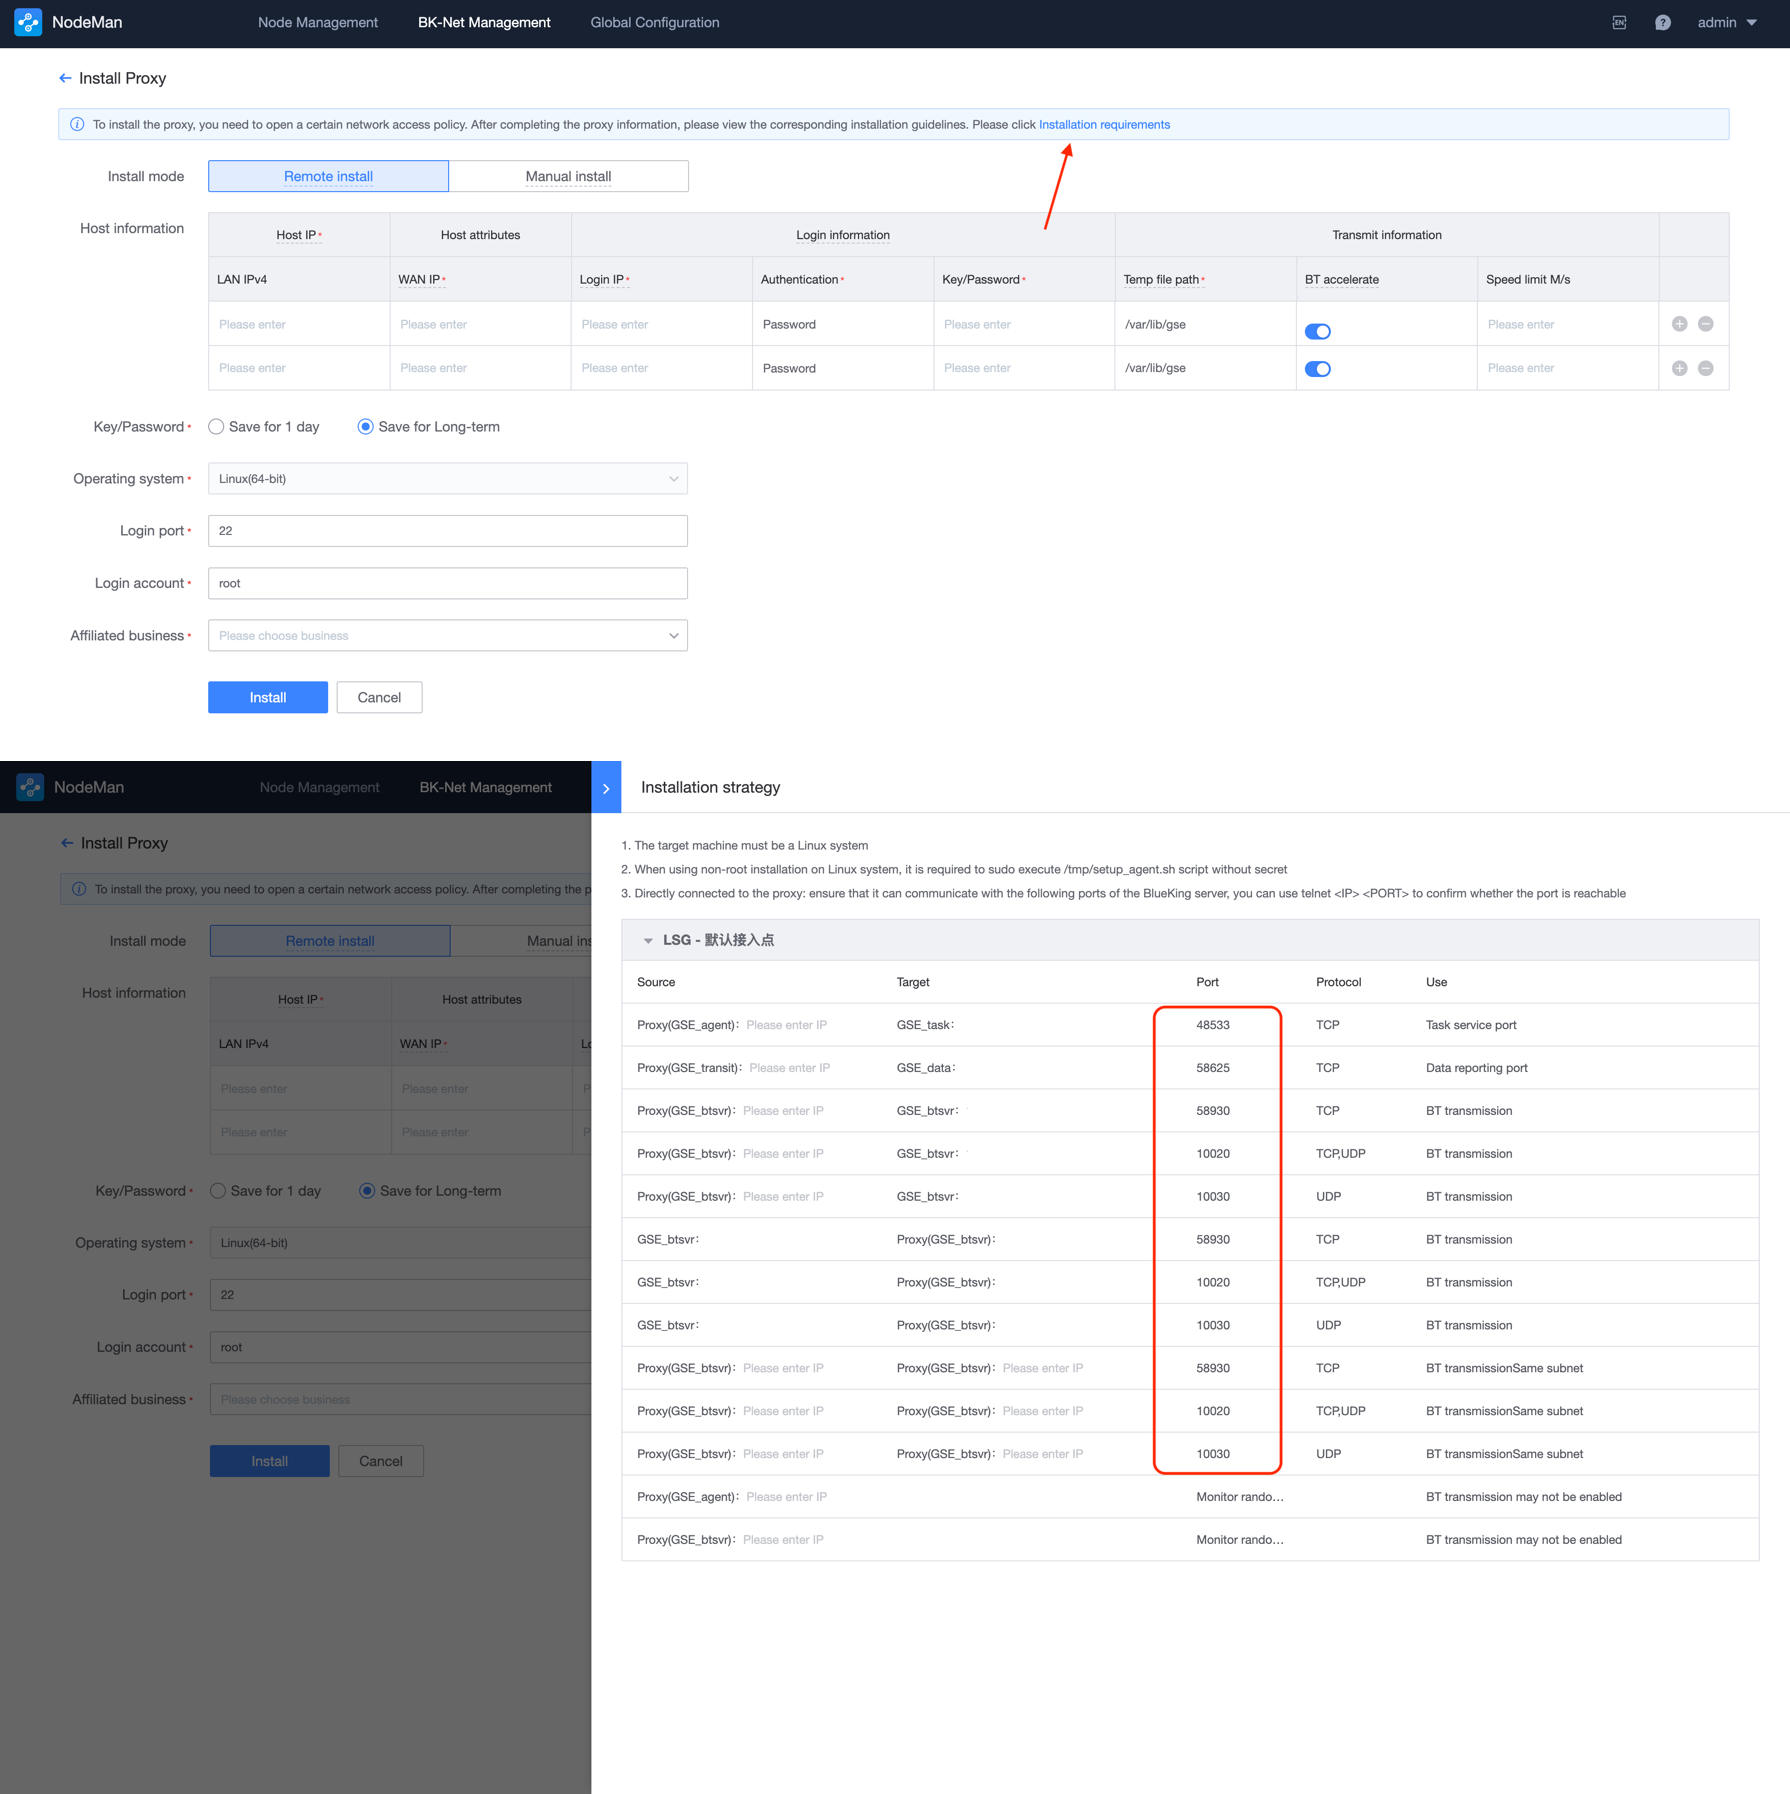 NodeMan Node Management BK-Net Management Global Configuration EN ? admin
← Install Proxy
To install the proxy, you need to open a certain network access policy. After completing the proxy information, please view the corresponding installation guidelines. Please click Installation requirements
Install mode Remote install Manual install
Host information Host IP* Host attributes Login information Transmit information
LAN IPv4 WAN IP* Login IP* Authentication* Key/Password* Temp file path* BT accelerate Speed limit M/s
Please enter Please enter Please enter Password Please enter /var/lib/gse Please enter
Please enter Please enter Please enter Password Please enter /var/lib/gse Please enter
Key/Password* Save for 1 day Save for Long-term
Operating system* Linux(64-bit)
Login port* 22
Login account* root
Affiliated business* Please choose business
Install Cancel
NodeMan Node Management BK-Net Management
← Install Proxy
To install the proxy, you need to open a certain network access policy. After completing the p
Install mode Remote install Manual ins
Host information Host IP* Host attributes
LAN IPv4 WAN IP* Lo
Please enter Please enter P
Please enter Please enter P
Key/Password* Save for 1 day Save for Long-term
Operating system* Linux(64-bit)
Login port* 22
Login account* root
Affiliated business* Please choose business
Install Cancel
Installation strategy
1. The target machine must be a Linux system
2. When using non-root installation on Linux system, it is required to sudo execute /tmp/setup_agent.sh script without secret
3. Directly connected to the proxy: ensure that it can communicate with the following ports of the BlueKing server, you can use telnet <IP> <PORT> to confirm whether the port is reachable
LSG - 默认接入点
Source Target Port Protocol Use
Proxy(GSE_agent)： Please enter IP GSE_task： 48533 TCP Task service port
Proxy(GSE_transit)： Please enter IP GSE_data： 58625 TCP Data reporting port
Proxy(GSE_btsvr)： Please enter IP GSE_btsvr： 58930 TCP BT transmission
Proxy(GSE_btsvr)： Please enter IP GSE_btsvr： 10020 TCP,UDP BT transmission
Proxy(GSE_btsvr)： Please enter IP GSE_btsvr： 10030 UDP BT transmission
GSE_btsvr： Proxy(GSE_btsvr)： 58930 TCP BT transmission
GSE_btsvr： Proxy(GSE_btsvr)： 10020 TCP,UDP BT transmission
GSE_btsvr： Proxy(GSE_btsvr)： 10030 UDP BT transmission
Proxy(GSE_btsvr)： Please enter IP Proxy(GSE_btsvr)： Please enter IP 58930 TCP BT transmissionSame subnet
Proxy(GSE_btsvr)： Please enter IP Proxy(GSE_btsvr)： Please enter IP 10020 TCP,UDP BT transmissionSame subnet
Proxy(GSE_btsvr)： Please enter IP Proxy(GSE_btsvr)： Please enter IP 10030 UDP BT transmissionSame subnet
Proxy(GSE_agent)： Please enter IP Monitor rando... BT transmission may not be enabled
Proxy(GSE_btsvr)： Please enter IP Monitor rando... BT transmission may not be enabled